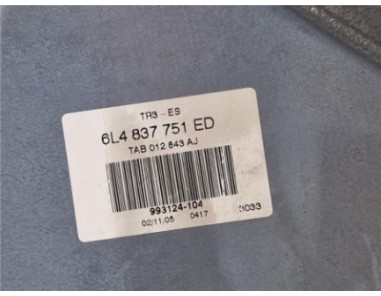 TR3-ES
6L4 837 751 ED
TAB 012 843 AJ
993124-104
02/11.05 0417 3033